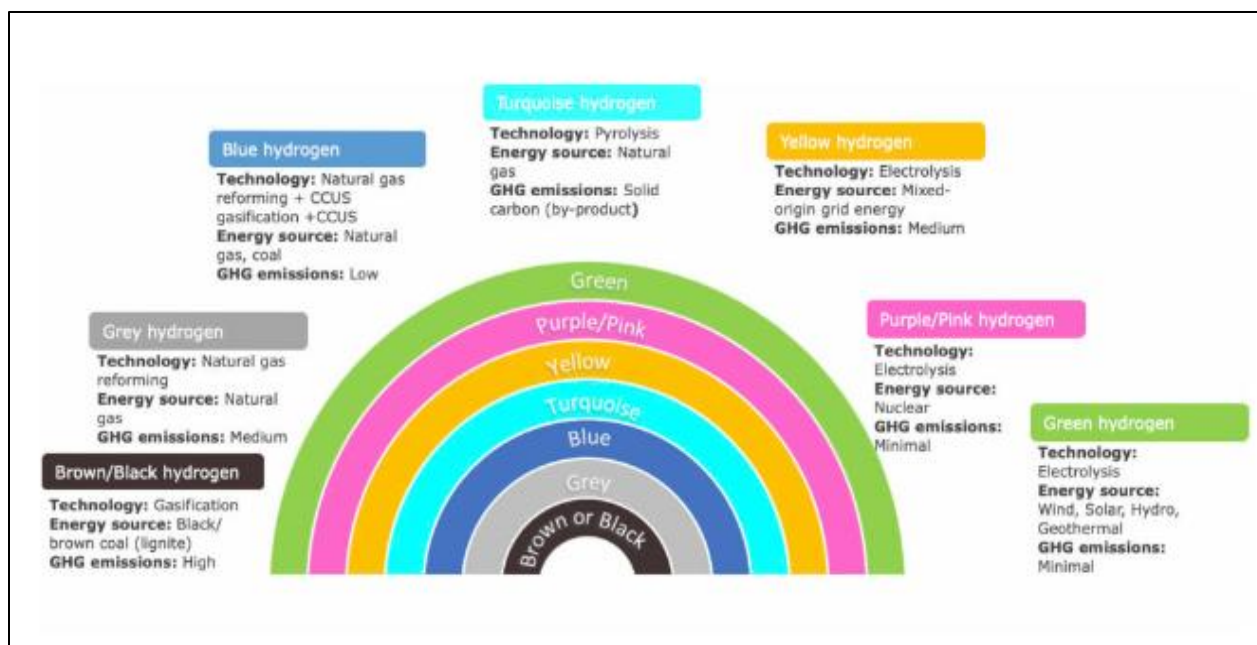 Turquoise hydrogen
Technology: Pyrolysis
Energy source: Natural
gas
GHG emissions: Solid
carbon (by-product)
Blue hydrogen
Technology: Natural gas
reforming + CCUS
gasification +CCUS
Energy source: Natural
gas, coal
GHG emissions: Low
Yellow hydrogen
Technology: Electrolysis
Energy source: Mixed-
origin grid energy
GHG emissions: Medium
Grey hydrogen
Technology: Natural gas
reforming
Energy source: Natural
gas
GHG emissions: Medium
Brown/Black hydrogen
Technology: Gasification
Energy source: Black/
brown coal (lignite)
GHG emissions: High
Green
Purple/Pink
Yellow
Turquoise
Blue
Grey
Brown or Black
Purple/Pink hydrogen
Technology:
Electrolysis
Energy source:
Nuclear
GHG emissions:
Minimal
Green hydrogen
Technology:
Electrolysis
Energy source:
Wind, Solar, Hydro,
Geothermal
GHG emissions:
Minimal